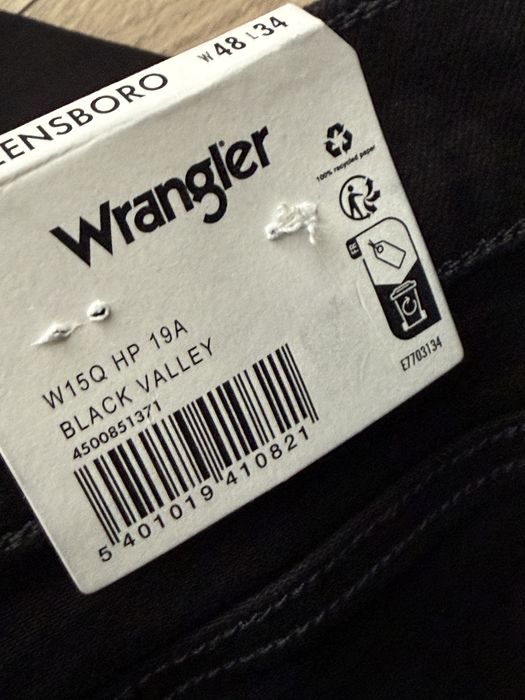 ENSBORO W48 L34
Wrangler
100% recycled paper
FR
E7703134
W15Q HP 19A
BLACK VALLEY
4500851371
5 401019 410821